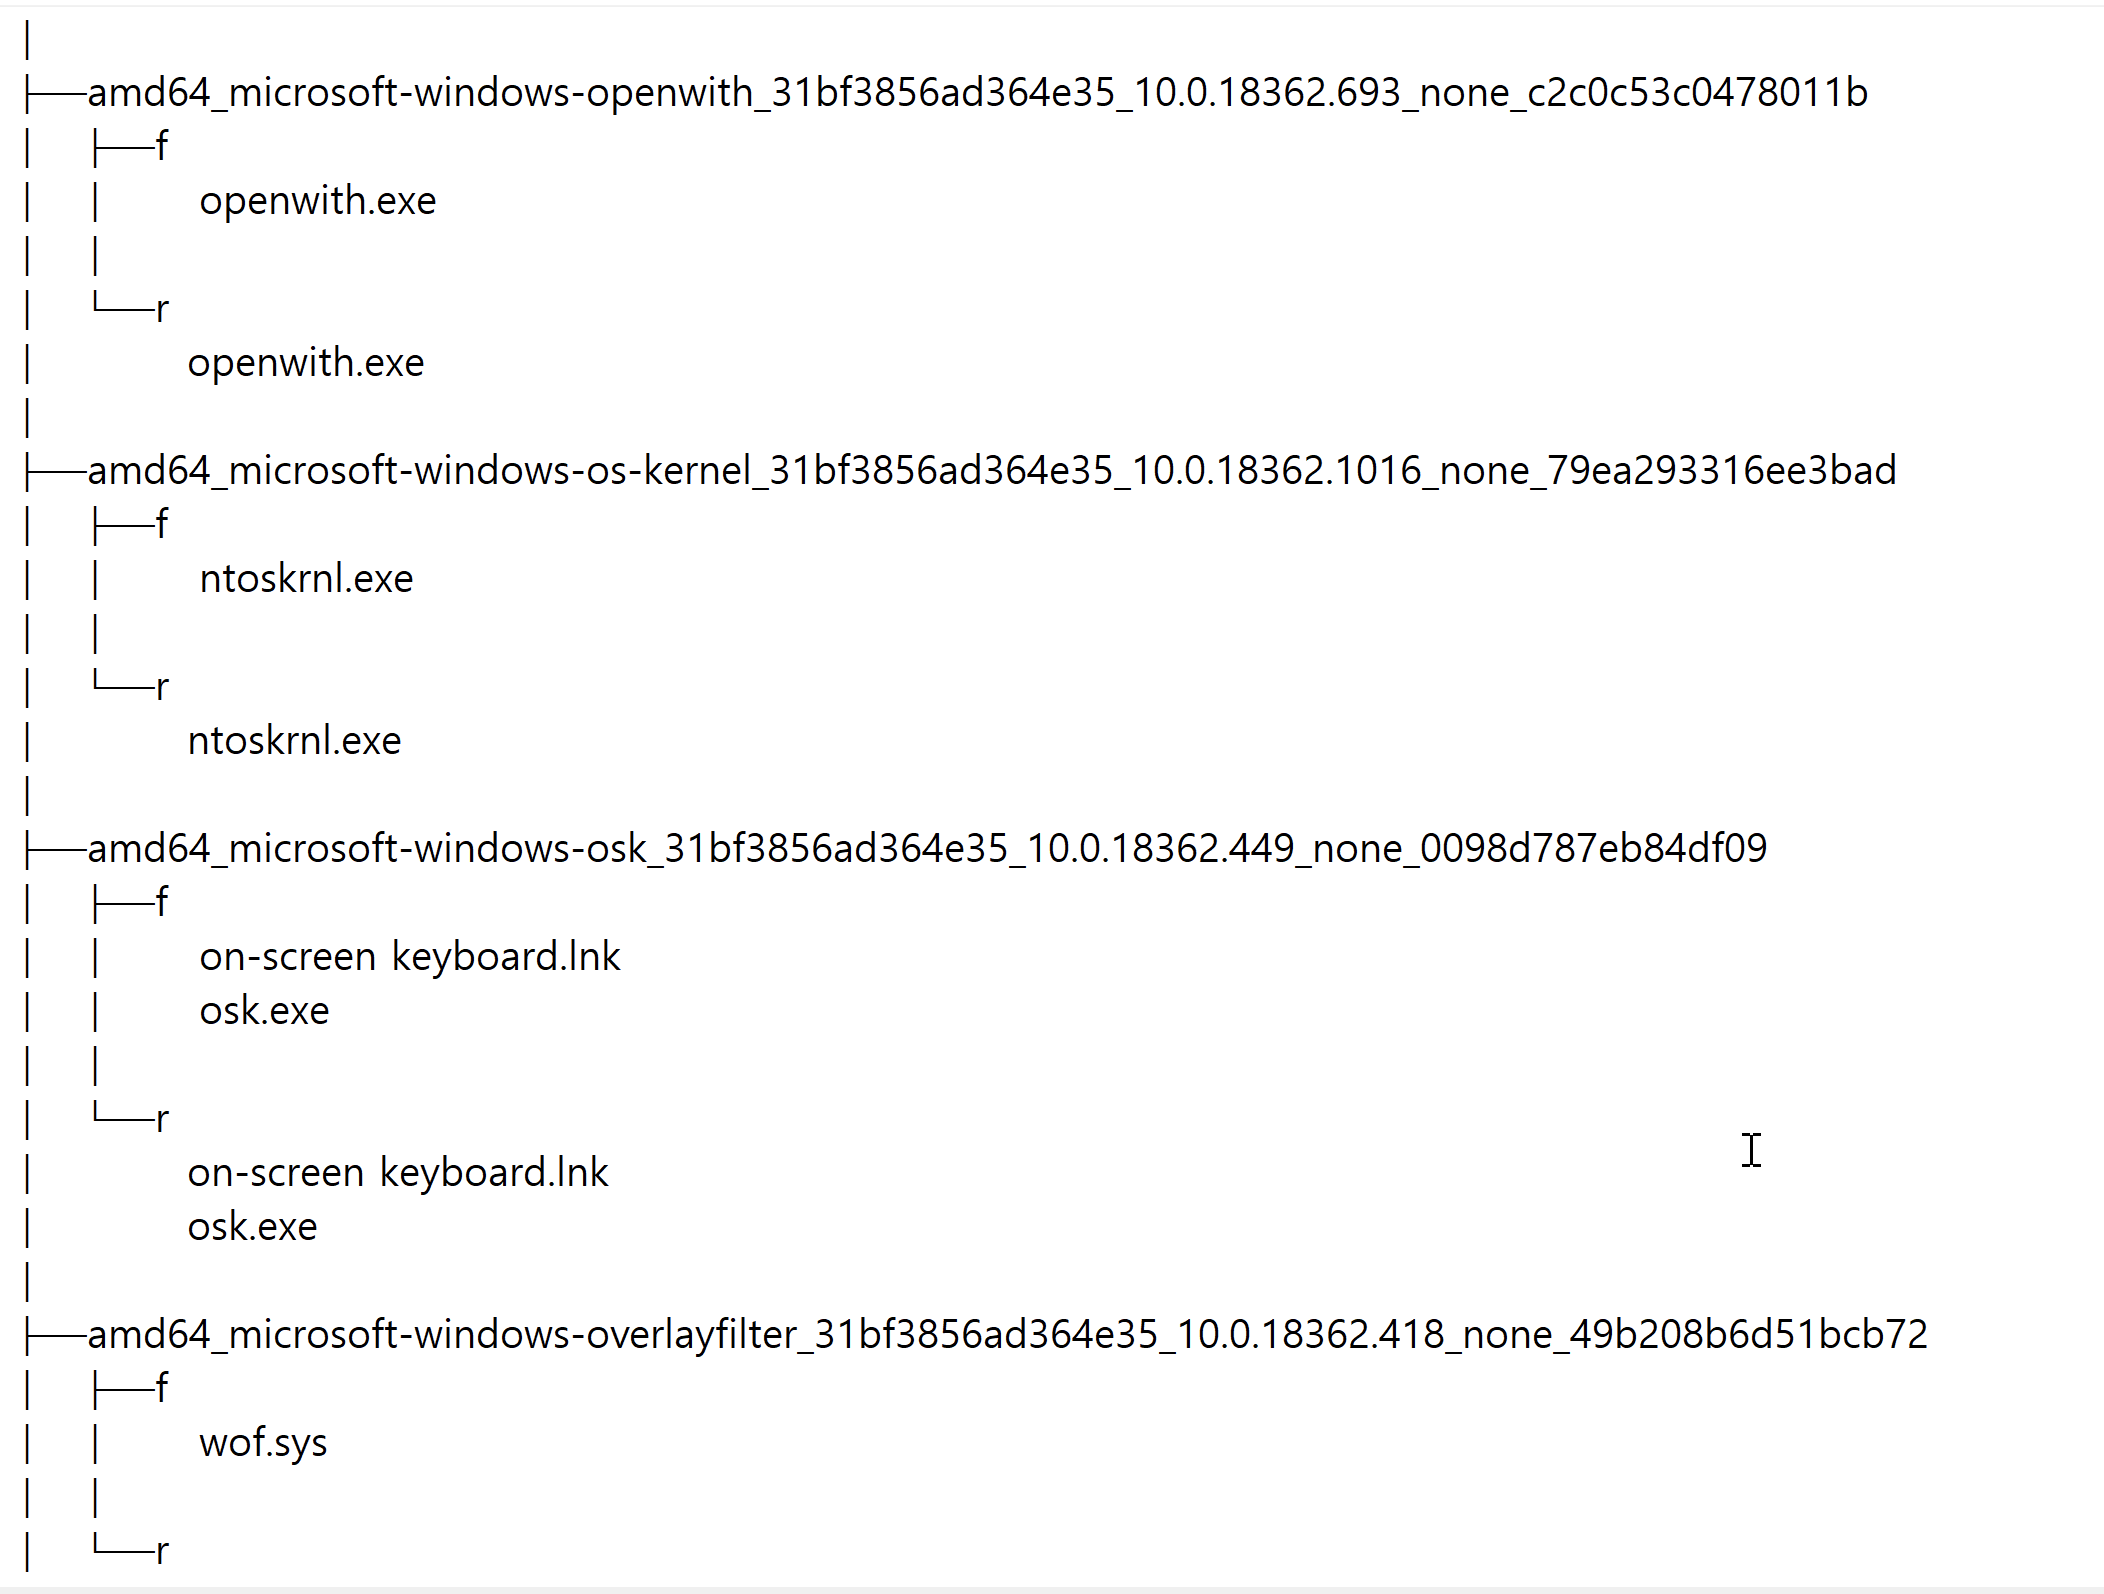 │
├──amd64_microsoft-windows-openwith_31bf3856ad364e35_10.0.18362.693_none_c2c0c53c0478011b
│  ├──f
│  │    openwith.exe
│  │
│  └──r
│       openwith.exe
│
├──amd64_microsoft-windows-os-kernel_31bf3856ad364e35_10.0.18362.1016_none_79ea293316ee3bad
│  ├──f
│  │    ntoskrnl.exe
│  │
│  └──r
│       ntoskrnl.exe
│
├──amd64_microsoft-windows-osk_31bf3856ad364e35_10.0.18362.449_none_0098d787eb84df09
│  ├──f
│  │    on-screen keyboard.lnk
│  │    osk.exe
│  │
│  └──r
│       on-screen keyboard.lnk
│       osk.exe
│
├──amd64_microsoft-windows-overlayfilter_31bf3856ad364e35_10.0.18362.418_none_49b208b6d51bcb72
│  ├──f
│  │    wof.sys
│  │
│  └──r